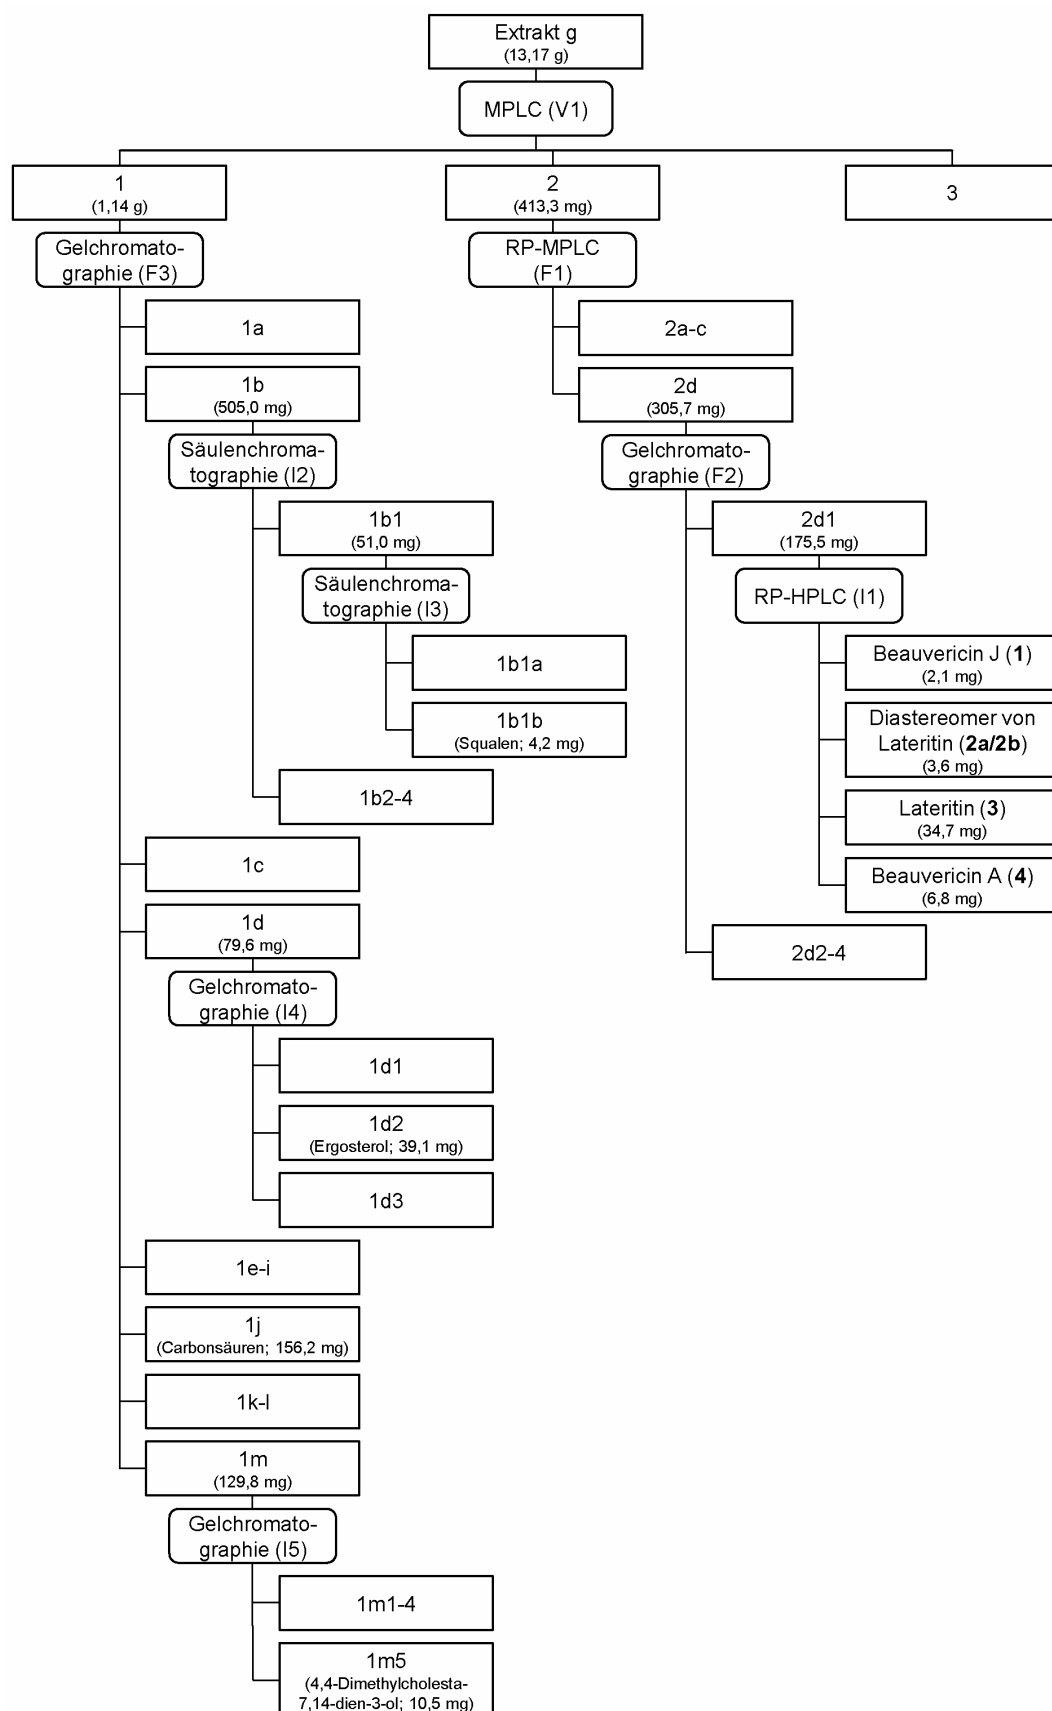 Extrakt g
(13,17 g)
MPLC (V1)
1
(1,14 g)
2
(413,3 mg)
3
Gelchromato-
graphie (F3)
RP-MPLC
(F1)
1a
2a-c
1b
(505,0 mg)
2d
(305,7 mg)
Säulenchroma-
tographie (I2)
Gelchromato-
graphie (F2)
1b1
(51,0 mg)
2d1
(175,5 mg)
Säulenchroma-
tographie (I3)
RP-HPLC (I1)
1b1a
Beauvericin J (1)
(2,1 mg)
1b1b
(Squalen; 4,2 mg)
Diastereomer von
Lateritin (2a/2b)
(3,6 mg)
1b2-4
Lateritin (3)
(34,7 mg)
1c
Beauvericin A (4)
(6,8 mg)
1d
(79,6 mg)
2d2-4
Gelchromato-
graphie (I4)
1d1
1d2
(Ergosterol; 39,1 mg)
1d3
1e-i
1j
(Carbonsäuren; 156,2 mg)
1k-l
1m
(129,8 mg)
Gelchromato-
graphie (I5)
1m1-4
1m5
(4,4-Dimethylcholesta-
7,14-dien-3-ol; 10,5 mg)